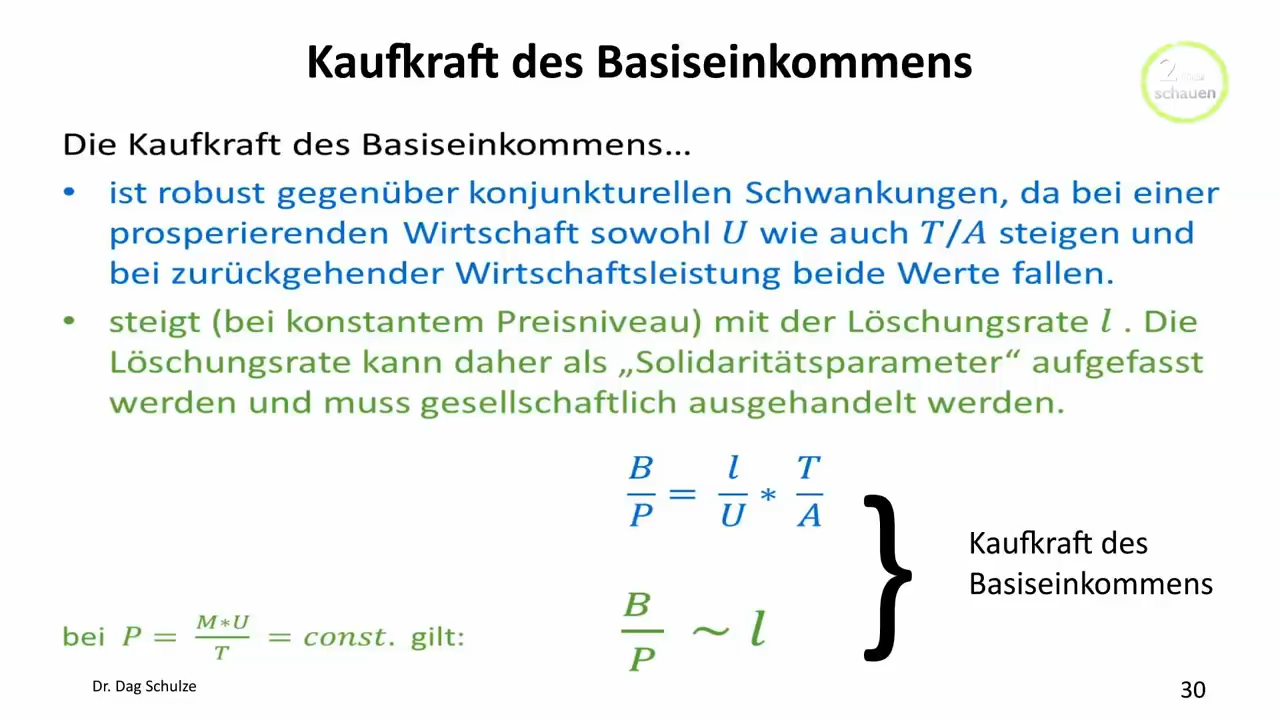 Kaufkraft des Basiseinkommens
2 schauen
Die Kaufkraft des Basiseinkommens...
• ist robust gegenüber konjunkturellen Schwankungen, da bei einer
prosperierenden Wirtschaft sowohl U wie auch T/A steigen und
bei zurückgehender Wirtschaftsleistung beide Werte fallen.
• steigt (bei konstantem Preisniveau) mit der Löschungsrate l . Die
Löschungsrate kann daher als „Solidaritätsparameter“ aufgefasst
werden und muss gesellschaftlich ausgehandelt werden.
B/P = l/U * T/A
Kaufkraft des
Basiseinkommens
bei P = M*U/T = const. gilt:
B/P ~ l
Dr. Dag Schulze
30